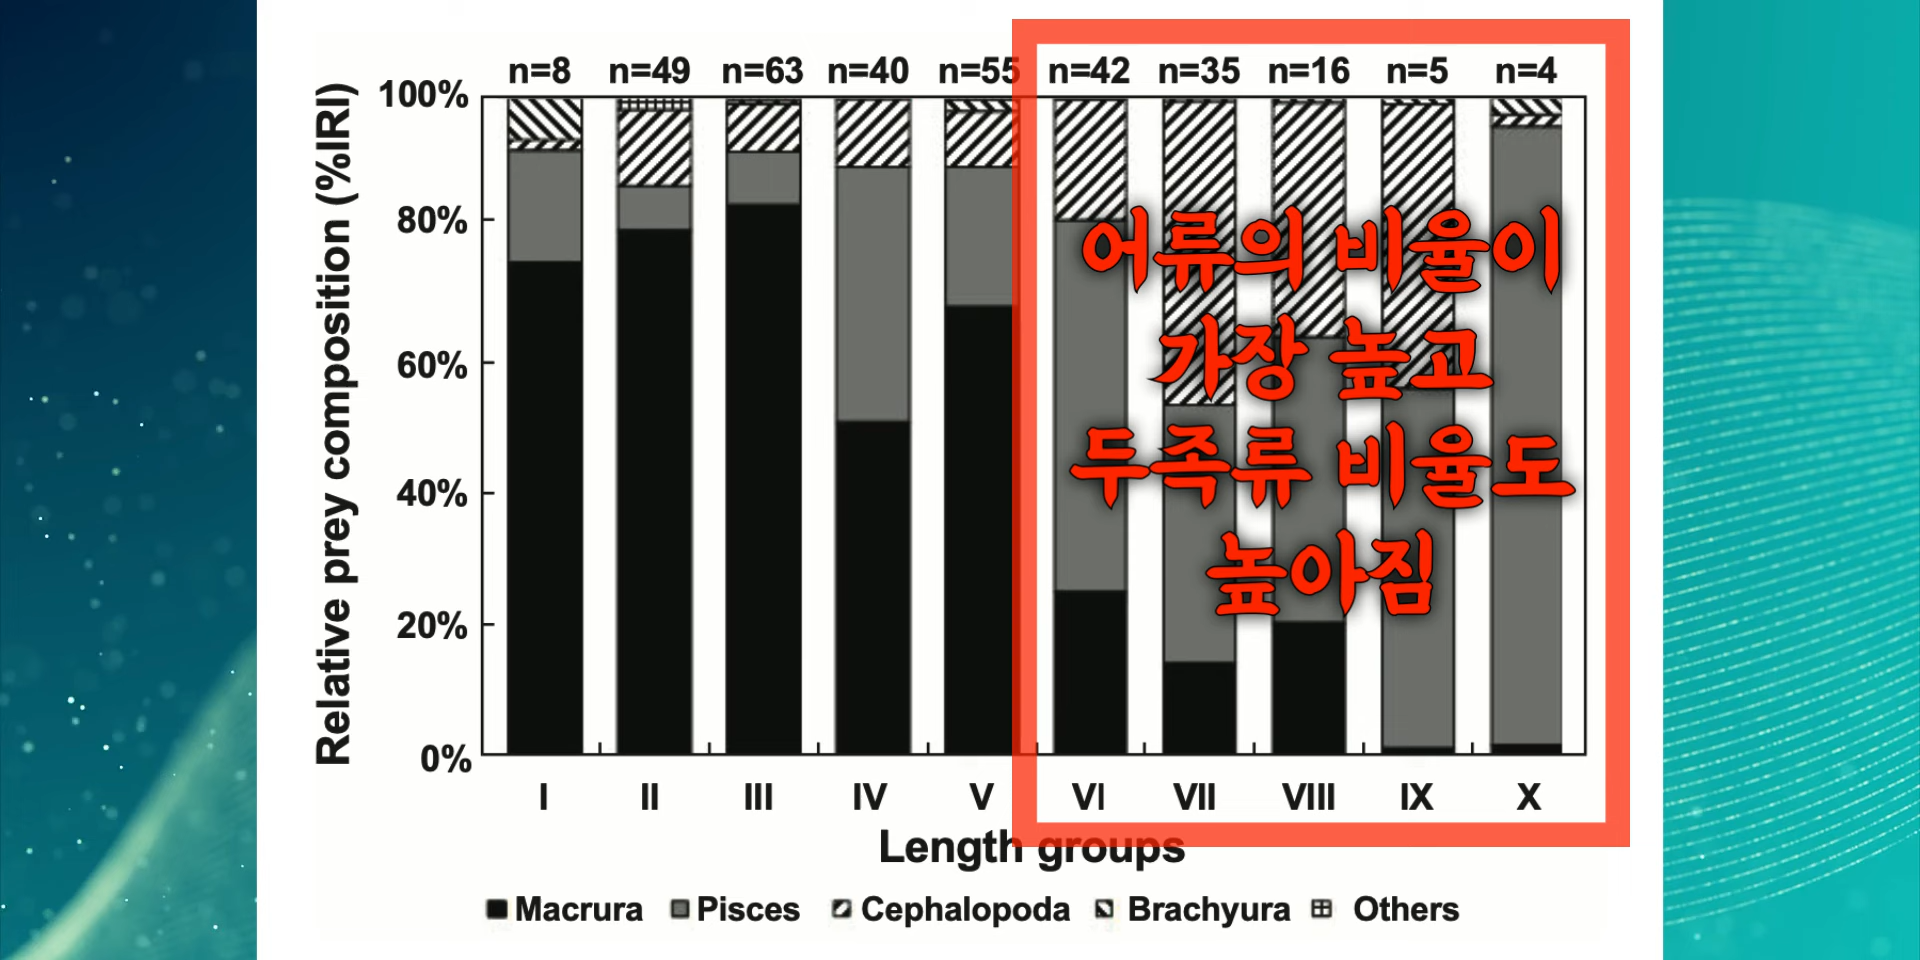 n=8 n=49 n=63 n=40 n=55 n=42 n=35 n=16 n=5 n=4
Relative prey composition (%IRI)
100%
80%
60%
40%
20%
0%
어류의 비율이
가장 높고
두족류 비율도
높아짐
I II III IV V VI VII VIII IX X
Length groups
Macrura Pisces Cephalopoda Brachyura Others